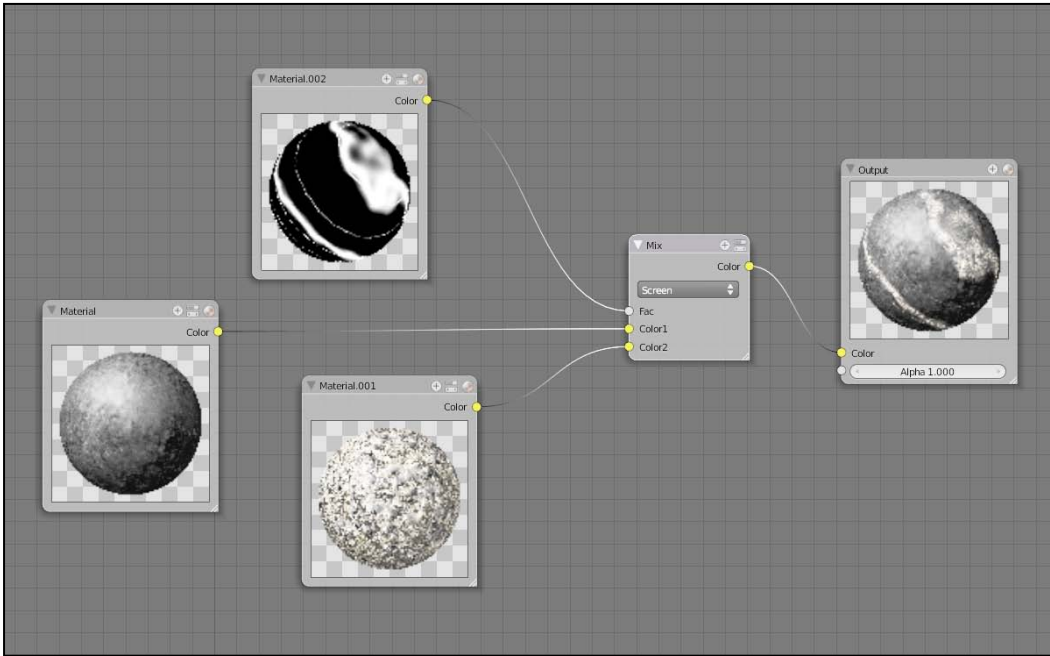 Material.002
Color
Material
Color
Material.001
Color
Mix
Color
Screen
Fac
Color1
Color2
Output
Color
Alpha 1.000